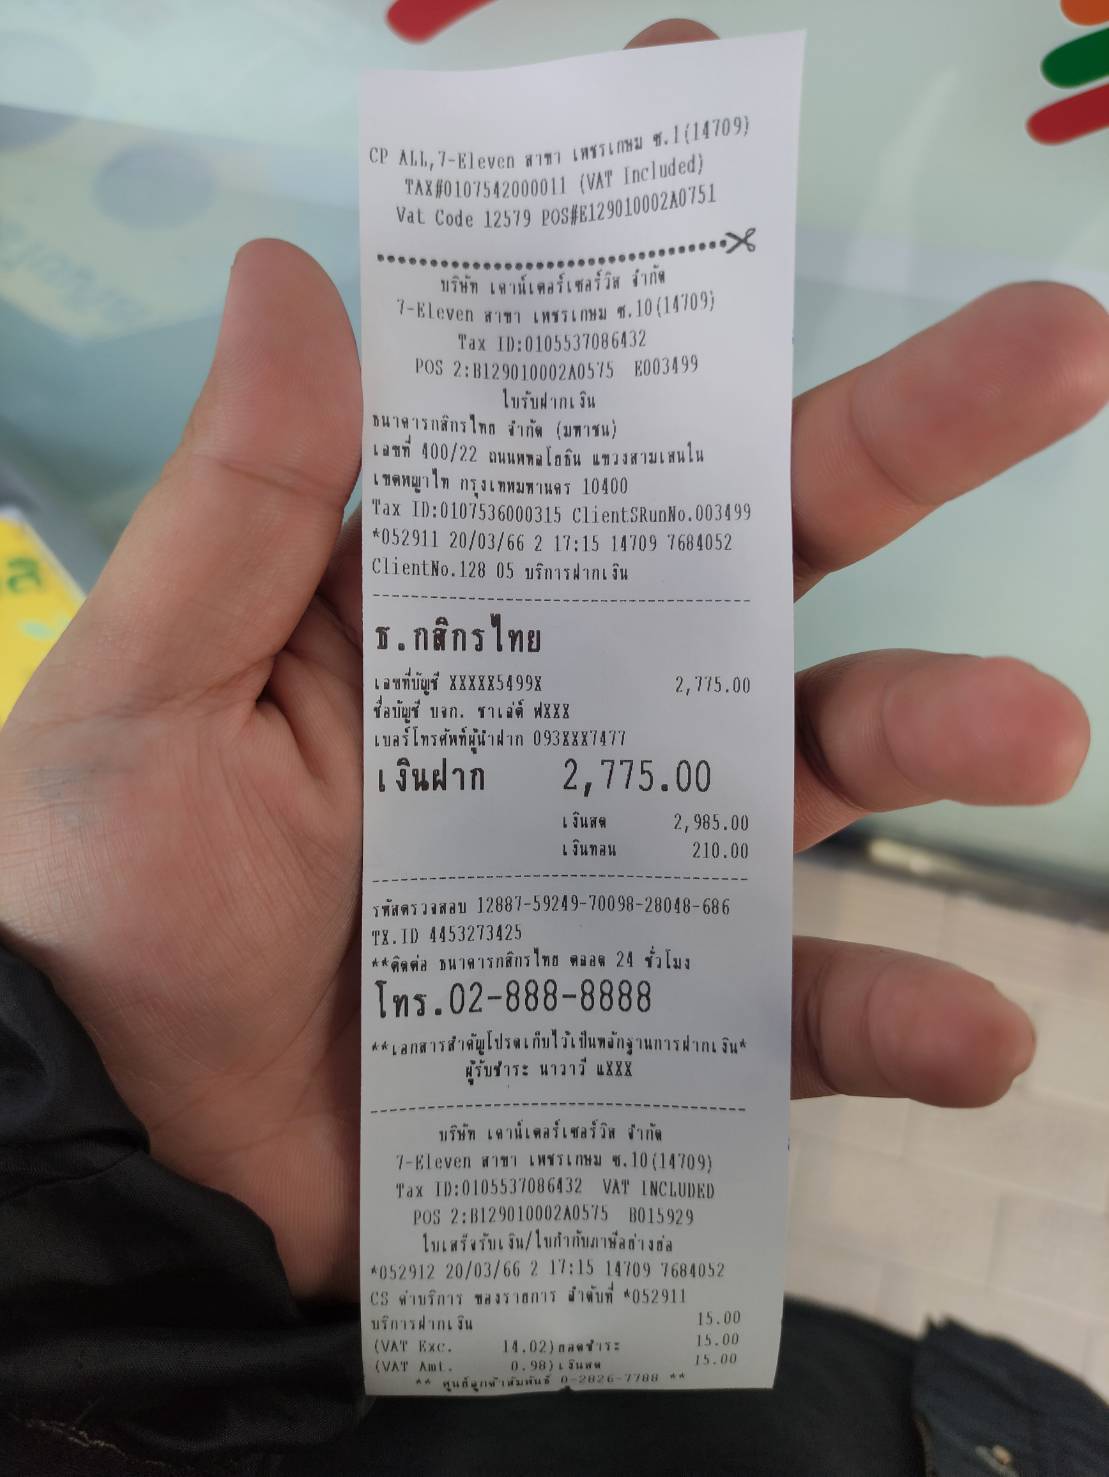 CP ALL,7-Eleven สาขา เพชรเกษม ซ.1(14709)
TAX#0107542000011 (VAT Included)
Vat Code 12579 POS#E129010002A0751
บริษัท เคาน์เตอร์เซอร์วิส จำกัด
7-Eleven สาขา เพชรเกษม ซ.10(14709)
Tax ID:0105537086432
POS 2:B129010002A0575 E003499
ใบรับฝากเงิน
ธนาคารกสิกรไทย จำกัด (มหาชน)
เลขที่ 400/22 ถนนพหลโยธิน แขวงสามเสนใน
เขตพญาไท กรุงเทพมหานคร 10400
Tax ID:0107536000315 ClientSRunNo.003499
*052911 20/03/66 2 17:15 14709 7684052
ClientNo.128 05 บริการฝากเงิน
ธ.กสิกรไทย
เลขที่บัญชี XXXXX5499X 2,775.00
ชื่อบัญชี บจก. ชาเล่ต์ ฟXXX
เบอร์โทรศัพท์ผู้นำฝาก 093XXX7477
เงินฝาก 2,775.00
เงินสด 2,985.00
เงินทอน 210.00
รหัสตรวจสอบ 12887-59249-70098-28048-686
TX.ID 4453273425
**ติดต่อ ธนาคารกสิกรไทย ตลอด 24 ชั่วโมง
โทร.02-888-8888
**เอกสารสำคัญโปรดเก็บไว้เป็นหลักฐานการฝากเงิน*
ผู้รับชำระ นาวาวี แXXX
บริษัท เคาน์เตอร์เซอร์วิส จำกัด
7-Eleven สาขา เพชรเกษม ซ.10(14709)
Tax ID:0105537086432 VAT INCLUDED
POS 2:B129010002A0575 B015929
ใบเสร็จรับเงิน/ใบกำกับภาษีอย่างย่อ
*052912 20/03/66 2 17:15 14709 7684052
CS ค่าบริการ ของรายการ ลำดับที่ *052911
บริการฝากเงิน 15.00
(VAT Exc. 14.02)ยอดชำระ 15.00
(VAT Amt. 0.98)เงินสด 15.00
** ศูนย์ลูกค้าสัมพันธ์ 0-2826-7788 **